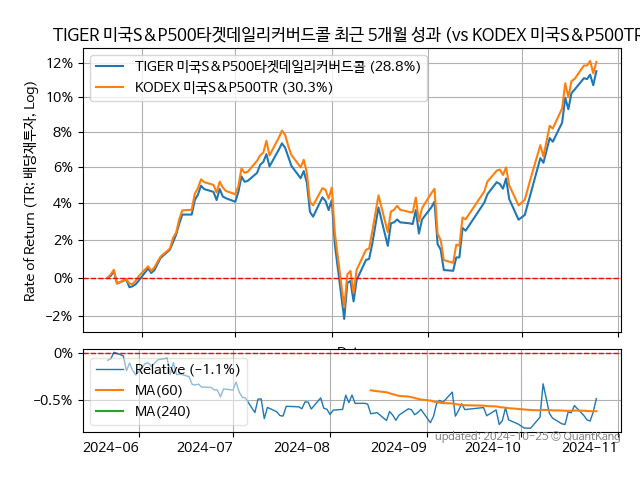 TIGER 미국S&P500타겟데일리커버드콜 최근 5개월 성과 (vs KODEX 미국S&P500TR
TIGER 미국S&P500타겟데일리커버드콜 (28.8%)
KODEX 미국S&P500TR (30.3%)
Rate of Return (TR: 배당재투자, Log)
12%
10%
8%
6%
4%
2%
0%
−2%
0%
−0.5%
Relative (−1.1%)
MA(60)
MA(240)
updated: 2024-10-25 © QuantKang
2024-06
2024-07
2024-08
2024-09
2024-10
2024-11